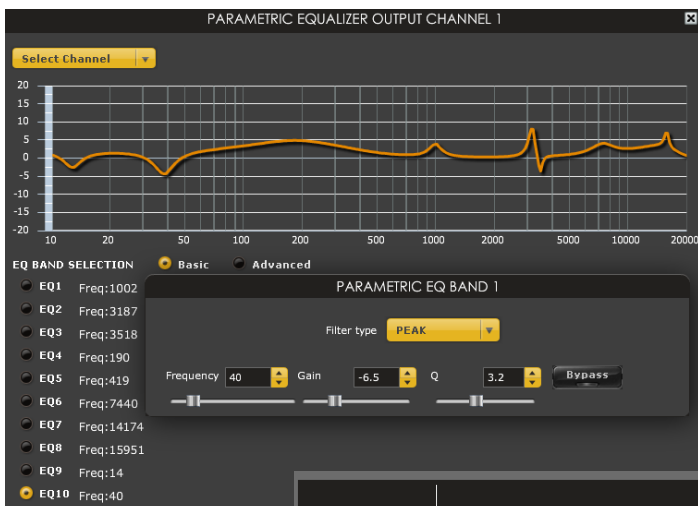 PARAMETRIC EQUALIZER OUTPUT CHANNEL 1
Select Channel
20
15
10
5
0
-5
-10
-15
-20
10 20 50 100 200 500 1000 2000 5000 10000 20000
EQ BAND SELECTION Basic Advanced
EQ1 Freq:1002
EQ2 Freq:3187
EQ3 Freq:3518
EQ4 Freq:190
EQ5 Freq:419
EQ6 Freq:7440
EQ7 Freq:14174
EQ8 Freq:15951
EQ9 Freq:14
EQ10 Freq:40
PARAMETRIC EQ BAND 1
Filter type PEAK
Frequency 40 Gain -6.5 Q 3.2 Bypass